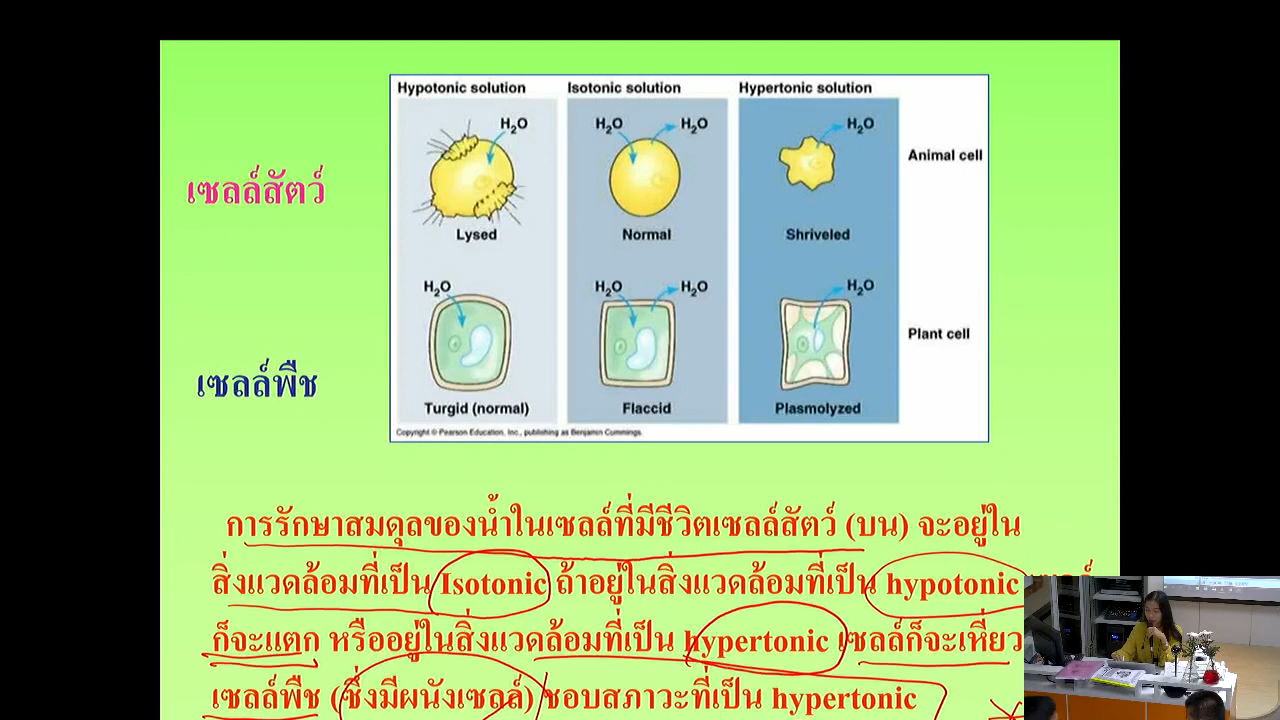 Hypotonic solution Isotonic solution Hypertonic solution
H₂O H₂O H₂O H₂O
Animal cell
เซลล์สัตว์
Lysed Normal Shriveled
H₂O H₂O H₂O H₂O
Plant cell
เซลล์พืช
Turgid (normal) Flaccid Plasmolyzed
Copyright © Pearson Education, Inc., publishing as Benjamin Cummings.
การรักษาสมดุลของน้ำในเซลล์ที่มีชีวิตเซลล์สัตว์ (บน) จะอยู่ใน
สิ่งแวดล้อมที่เป็น Isotonic ถ้าอยู่ในสิ่งแวดล้อมที่เป็น hypotonic เซลล์
ก็จะแตก หรืออยู่ในสิ่งแวดล้อมที่เป็น hypertonic เซลล์ก็จะเหี่ยว
เซลล์พืช (ซึ่งมีผนังเซลล์) ชอบสภาวะที่เป็น hypertonic